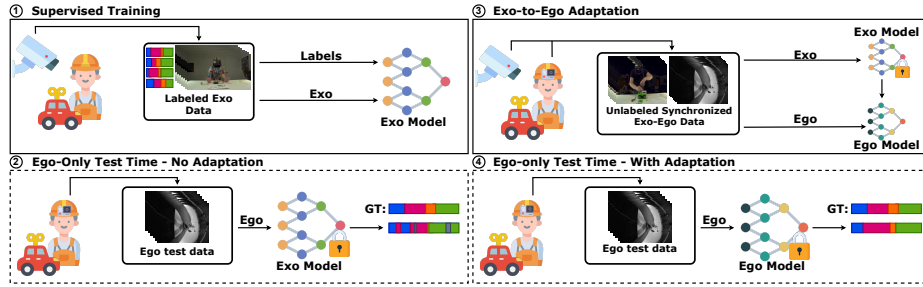 ① Supervised Training
Labels
Exo
Labeled Exo
Data
Exo Model
③ Exo-to-Ego Adaptation
Exo Model
Exo
Unlabeled Synchronized
Exo-Ego Data
Ego
Ego Model
② Ego-Only Test Time - No Adaptation
Ego
GT:
Ego test data
Exo Model
④ Ego-only Test Time - With Adaptation
Ego
GT:
Ego test data
Ego Model